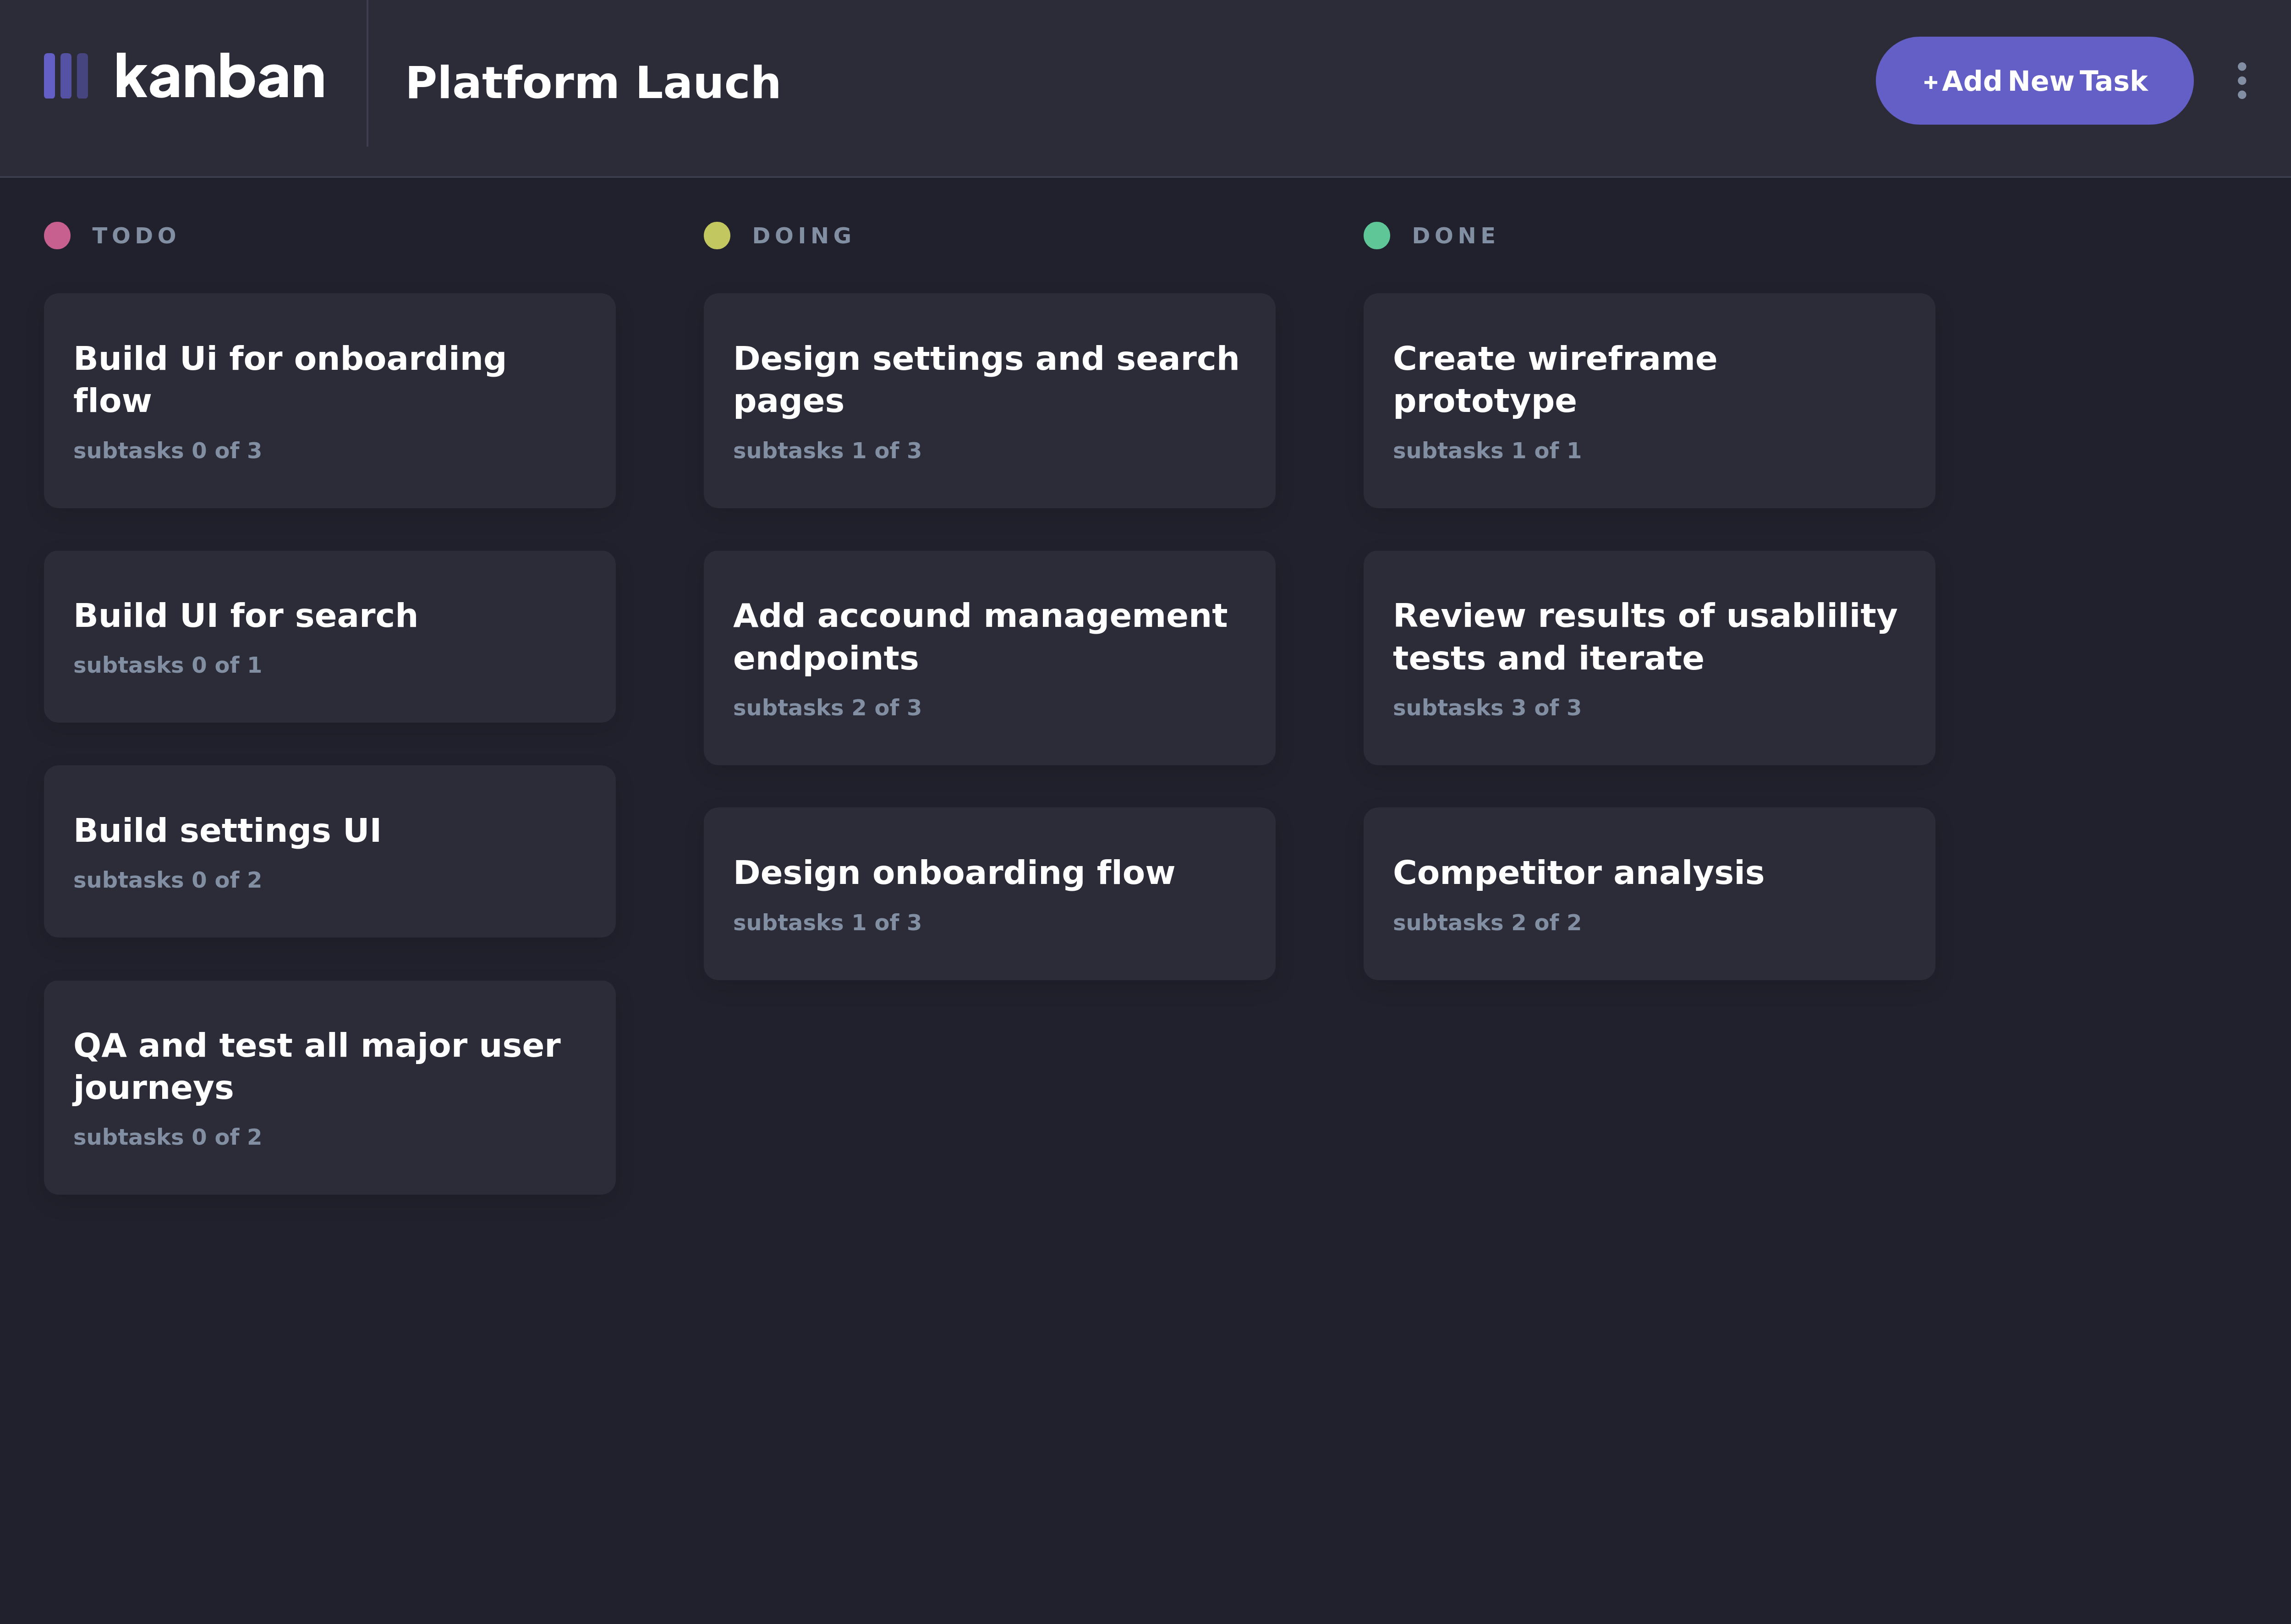 kanban
Platform Lauch
+ Add New Task
TODO
Build Ui for onboarding
flow
subtasks 0 of 3
Build UI for search
subtasks 0 of 1
Build settings UI
subtasks 0 of 2
QA and test all major user
journeys
subtasks 0 of 2
DOING
Design settings and search
pages
subtasks 1 of 3
Add accound management
endpoints
subtasks 2 of 3
Design onboarding flow
subtasks 1 of 3
DONE
Create wireframe
prototype
subtasks 1 of 1
Review results of usablility
tests and iterate
subtasks 3 of 3
Competitor analysis
subtasks 2 of 2